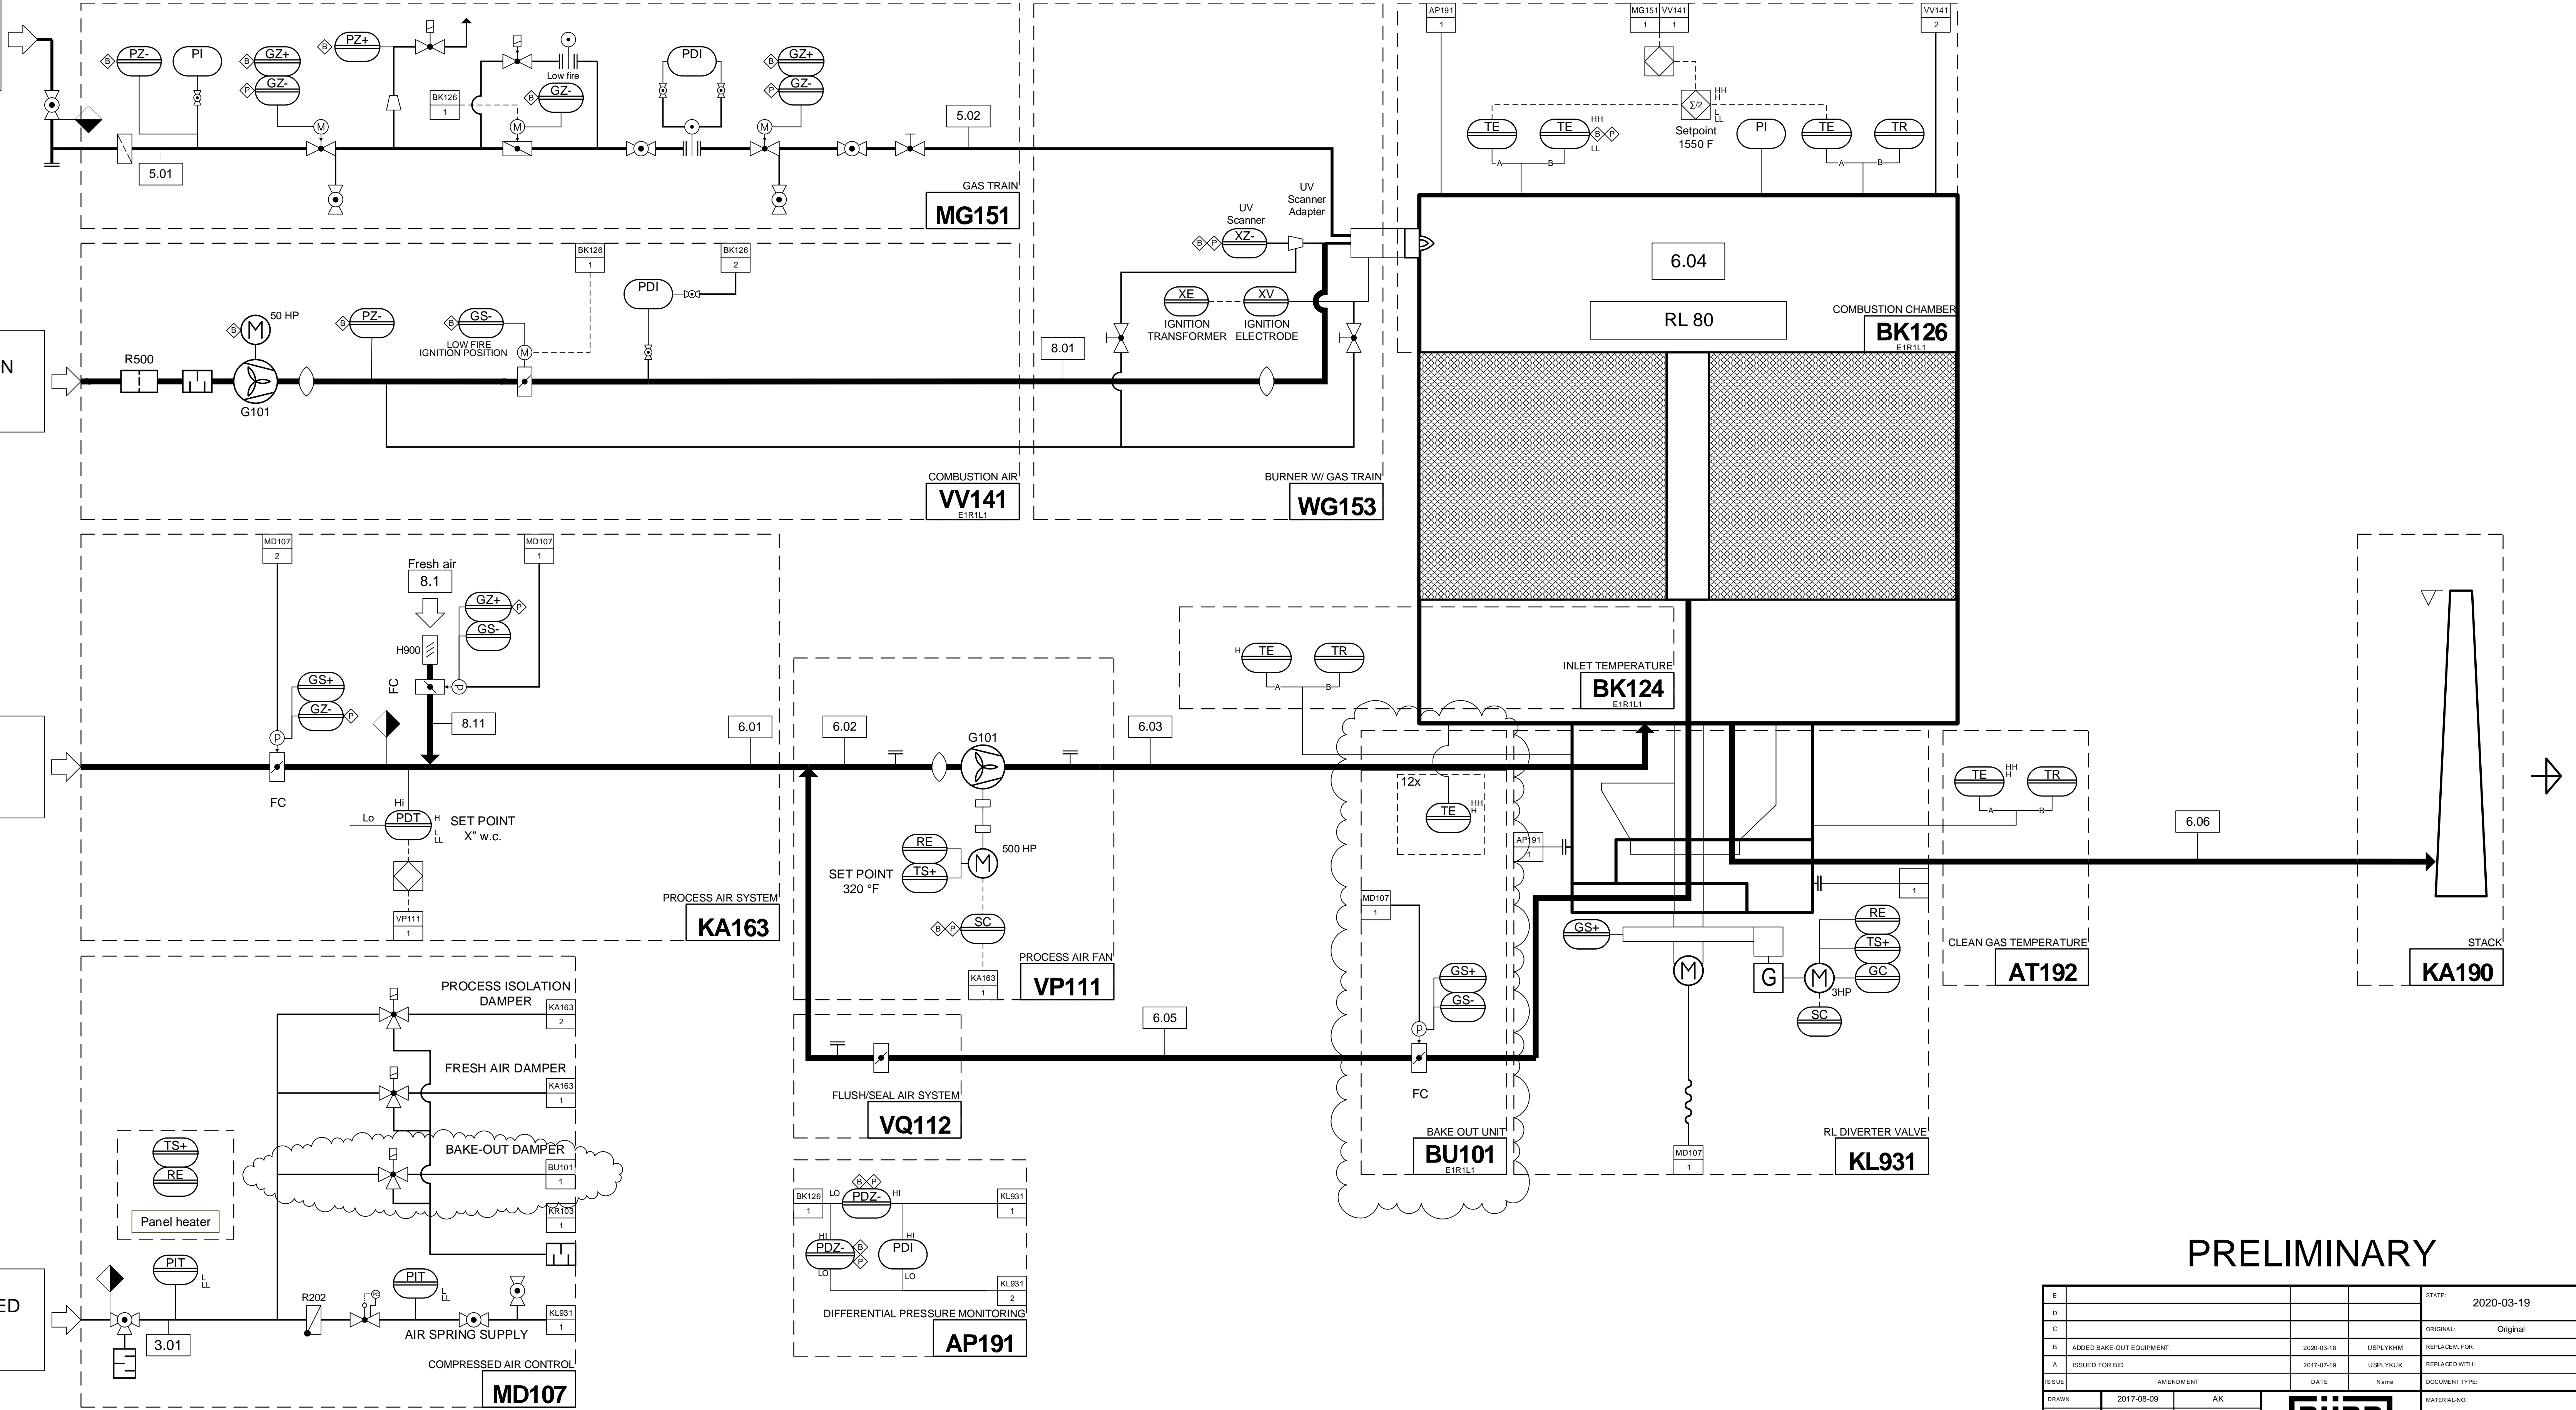 PZ-
B
PI
GZ+
B
GZ-
P
PZ+
B
Low fire
GZ-
B
BK126
1
PDI
GZ+
B
GZ-
P
M
M
M
5.01
5.02
GAS TRAIN
MG151
AP191
1
MG151
VV141
1
1
VV141
2
Σ/2
HH
H
L
LL
Setpoint
1550 F
TE
TE
HH
B
P
LL
PI
TE
TR
A
B
A
B
UV
Scanner
Adapter
UV
Scanner
B
P
XZ-
XE
XV
IGNITION
TRANSFORMER
IGNITION
ELECTRODE
BURNER W/ GAS TRAIN
WG153
6.04
RL 80
COMBUSTION CHAMBER
BK126
E1R1L1
BK126
1
BK126
2
N
R500
B
M
50 HP
G101
B
PZ-
B
GS-
LOW FIRE
IGNITION POSITION
M
PDI
8.01
COMBUSTION AIR
VV141
E1R1L1
MD107
2
MD107
1
Fresh air
8.1
GZ+
P
GS-
H900
FC
P
GS+
GZ-
P
P
8.11
FC
6.01
Hi
Lo
PDT
H
L
LL
SET POINT
X" w.c.
VP111
1
PROCESS AIR SYSTEM
KA163
6.02
6.03
G101
RE
TS+
M
500 HP
SET POINT
320 °F
B
P
SC
KA163
1
PROCESS AIR FAN
VP111
H
TE
TR
A
B
INLET TEMPERATURE
BK124
E1R1L1
12x
TE
HH
H
AP191
1
MD107
1
GS+
GS-
P
FC
BAKE OUT UNIT
BU101
E1R1L1
1
GS+
M
G
M
3HP
RE
TS+
GC
SC
MD107
1
RL DIVERTER VALVE
KL931
TE
HH
H
TR
A
B
CLEAN GAS TEMPERATURE
AT192
6.06
STACK
KA190
6.05
FLUSH/SEAL AIR SYSTEM
VQ112
PROCESS ISOLATION
DAMPER
KA163
2
FRESH AIR DAMPER
KA163
1
BAKE-OUT DAMPER
BU101
1
KR103
1
TS+
RE
Panel heater
ED
PIT
L
LL
3.01
R202
PIT
L
LL
AIR SPRING SUPPLY
KL931
1
COMPRESSED AIR CONTROL
MD107
BK126
1
LO
B
P
PDZ-
HI
KL931
1
HI
PDZ-
B
P
LO
HI
PDI
LO
KL931
2
DIFFERENTIAL PRESSURE MONITORING
AP191
PRELIMINARY
E
D
C
B ADDED BAKE-OUT EQUIPMENT 2020-03-18 USPLYKHM
A ISSUED FOR BID 2017-07-19 USPLYKUK
ISSUE AMENDMENT DATE Name
DRAWN 2017-08-09 AK
STATE:
2020-03-19
ORIGINAL: Original
REPLACEM. FOR:
REPLACED WITH:
DOCUMENT TYPE:
MATERIAL-NO.